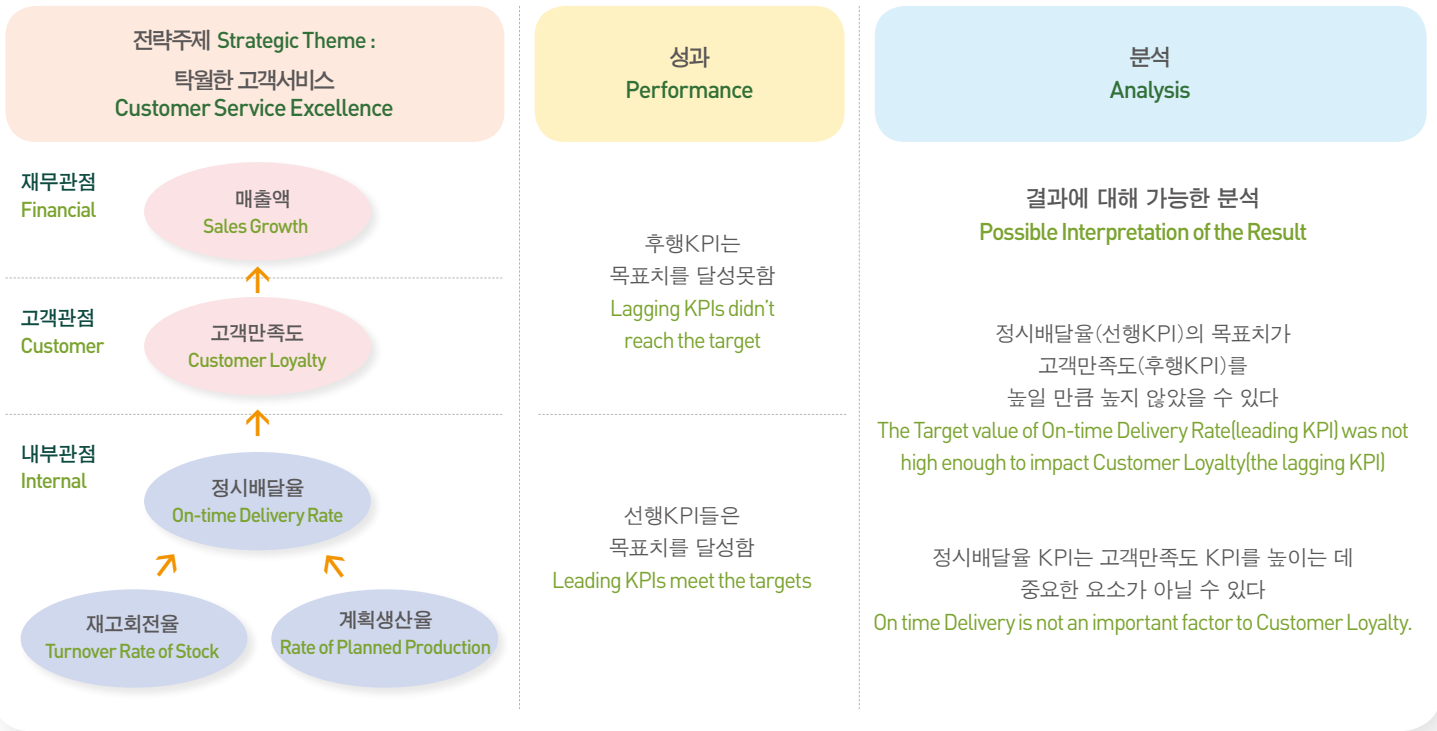 전략주제 Strategic Theme :
탁월한 고객서비스
Customer Service Excellence
성과
Performance
분석
Analysis
재무관점
Financial
매출액
Sales Growth
고객관점
Customer
고객만족도
Customer Loyalty
내부관점
Internal
정시배달율
On-time Delivery Rate
재고회전율
Turnover Rate of Stock
계획생산율
Rate of Planned Production
후행KPI는
목표치를 달성못함
Lagging KPIs didn't
reach the target
선행KPI들은
목표치를 달성함
Leading KPIs meet the targets
결과에 대해 가능한 분석
Possible Interpretation of the Result
정시배달율(선행KPI)의 목표치가
고객만족도(후행KPI)를
높일 만큼 높지 않았을 수 있다
The Target value of On-time Delivery Rate(leading KPI) was not
high enough to impact Customer Loyalty(the lagging KPI)
정시배달율 KPI는 고객만족도 KPI를 높이는 데
중요한 요소가 아닐 수 있다
On time Delivery is not an important factor to Customer Loyalty.